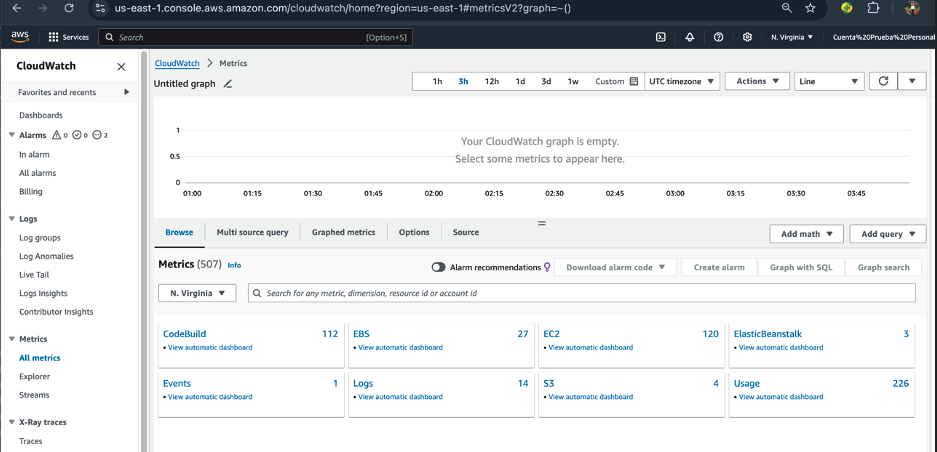 us-east-1.console.aws.amazon.com/cloudwatch/home?region=us-east-1#metricsV2?graph=~()
aws Services Search [Option+S] N. Virginia Cuenta%20Prueba%20Personal
CloudWatch
Favorites and recents
Dashboards
Alarms 0 0 2
In alarm
All alarms
Billing
Logs
Log groups
Log Anomalies
Live Tail
Logs Insights
Contributor Insights
Metrics
All metrics
Explorer
Streams
X-Ray traces
Traces
CloudWatch > Metrics
Untitled graph
1h 3h 12h 1d 3d 1w Custom UTC timezone Actions Line
1
0.5
0
Your CloudWatch graph is empty.
Select some metrics to appear here.
01:00 01:15 01:30 01:45 02:00 02:15 02:30 02:45 03:00 03:15 03:30 03:45
Browse Multi source query Graphed metrics Options Source Add math Add query
Metrics (507) Info Alarm recommendations Download alarm code Create alarm Graph with SQL Graph search
N. Virginia Search for any metric, dimension, resource id or account id
CodeBuild 112
• View automatic dashboard
EBS 27
• View automatic dashboard
EC2 120
• View automatic dashboard
ElasticBeanstalk 3
• View automatic dashboard
Events 1
• View automatic dashboard
Logs 14
• View automatic dashboard
S3 4
• View automatic dashboard
Usage 226
• View automatic dashboard